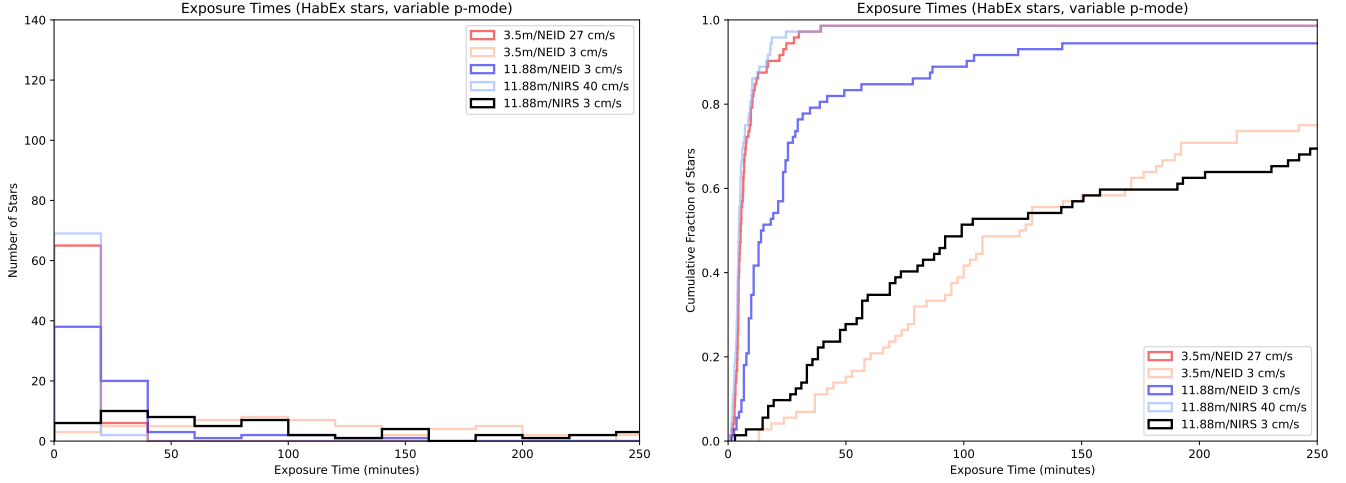 Exposure Times (HabEx stars, variable p-mode)
140
120
100
80
60
40
20
0
Number of Stars
0 50 100 150 200 250
Exposure Time (minutes)
3.5m/NEID 27 cm/s
3.5m/NEID 3 cm/s
11.88m/NEID 3 cm/s
11.88m/NIRS 40 cm/s
11.88m/NIRS 3 cm/s
Exposure Times (HabEx stars, variable p-mode)
1.0
0.8
0.6
0.4
0.2
0.0
Cumulative Fraction of Stars
0 50 100 150 200 250
Exposure Time (minutes)
3.5m/NEID 27 cm/s
3.5m/NEID 3 cm/s
11.88m/NEID 3 cm/s
11.88m/NIRS 40 cm/s
11.88m/NIRS 3 cm/s